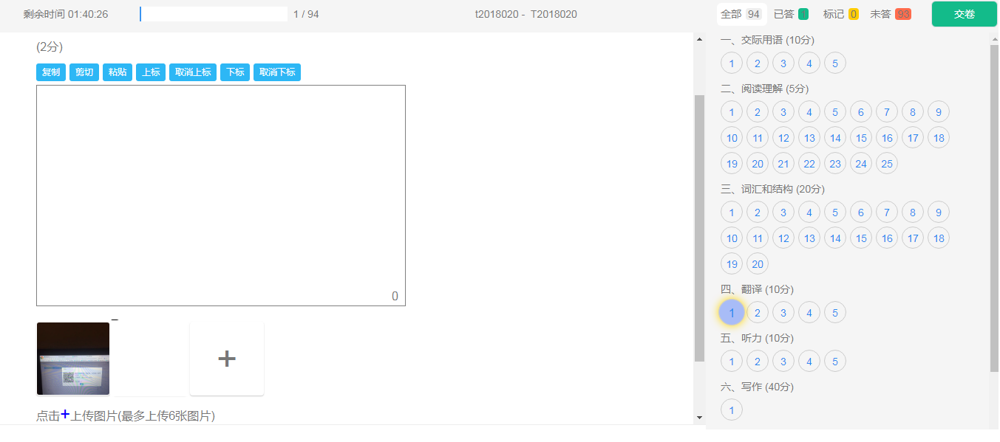 剩余时间 01:40:26 1 / 94 t2018020 - T2018020 全部 94 已答 1 标记 0 未答 93 交卷
(2分)
复制 剪切 粘贴 上标 取消上标 下标 取消下标
0
+
点击+上传图片(最多上传6张图片)
一、交际用语 (10分)
1 2 3 4 5
二、阅读理解 (5分)
1 2 3 4 5 6 7 8 9
10 11 12 13 14 15 16 17 18
19 20 21 22 23 24 25
三、词汇和结构 (20分)
1 2 3 4 5 6 7 8 9
10 11 12 13 14 15 16 17 18
19 20
四、翻译 (10分)
1 2 3 4 5
五、听力 (10分)
1 2 3 4 5
六、写作 (40分)
1